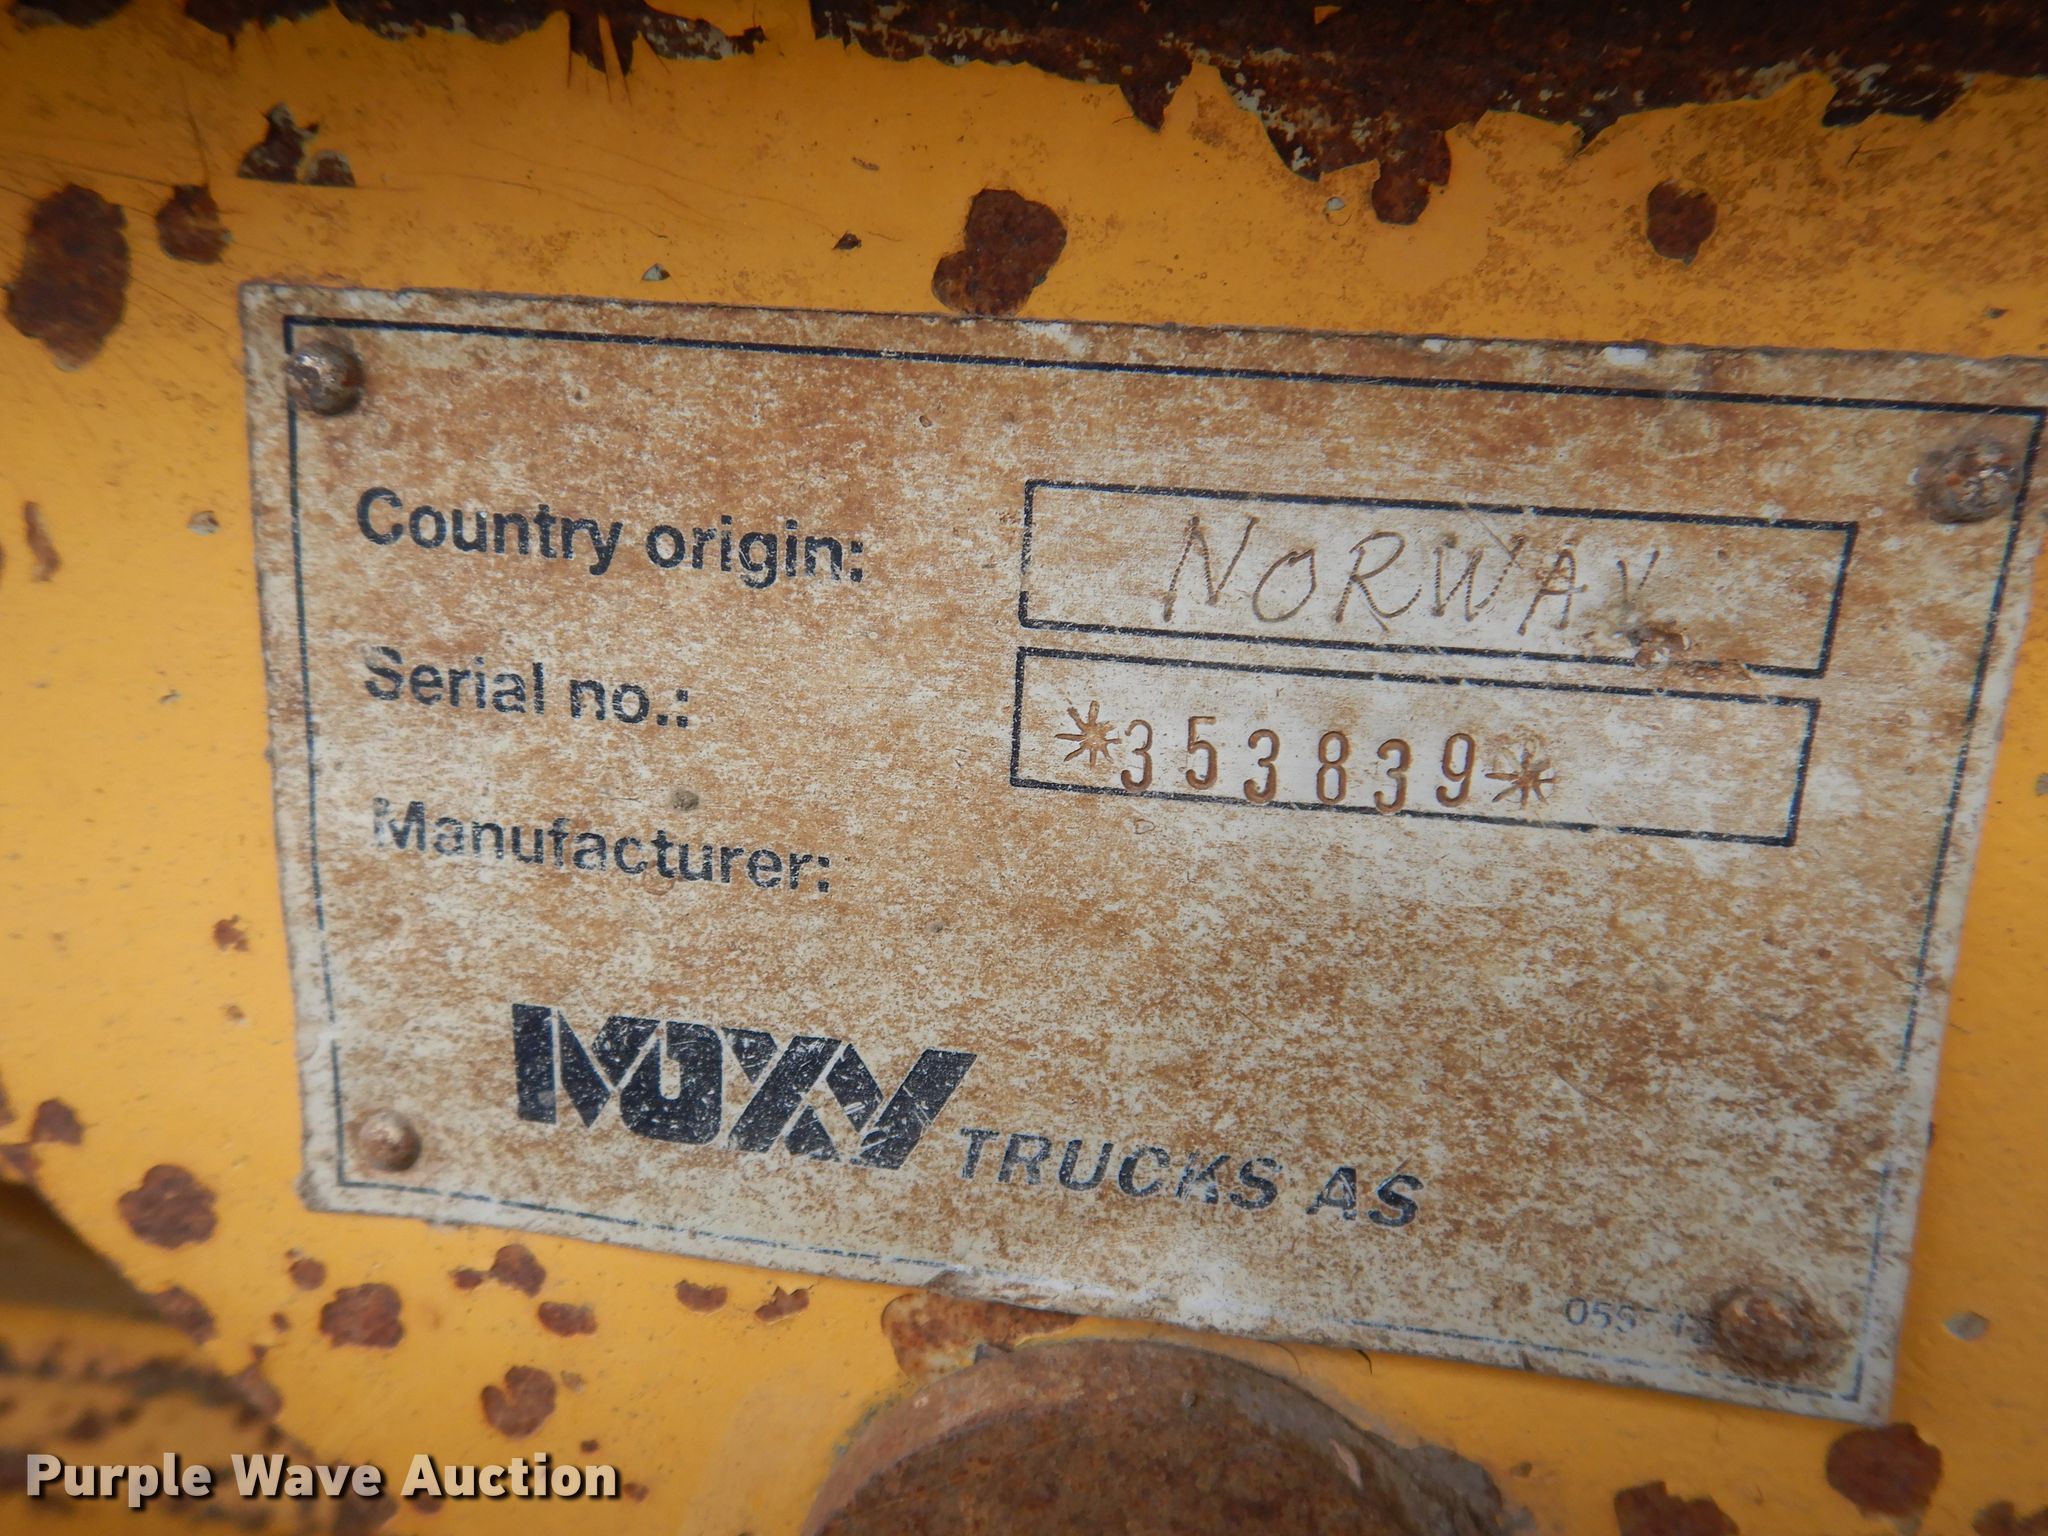 Country origin: NORWAY
Serial no.: *353839*
Manufacturer:
MOXY TRUCKS AS
Purple Wave Auction